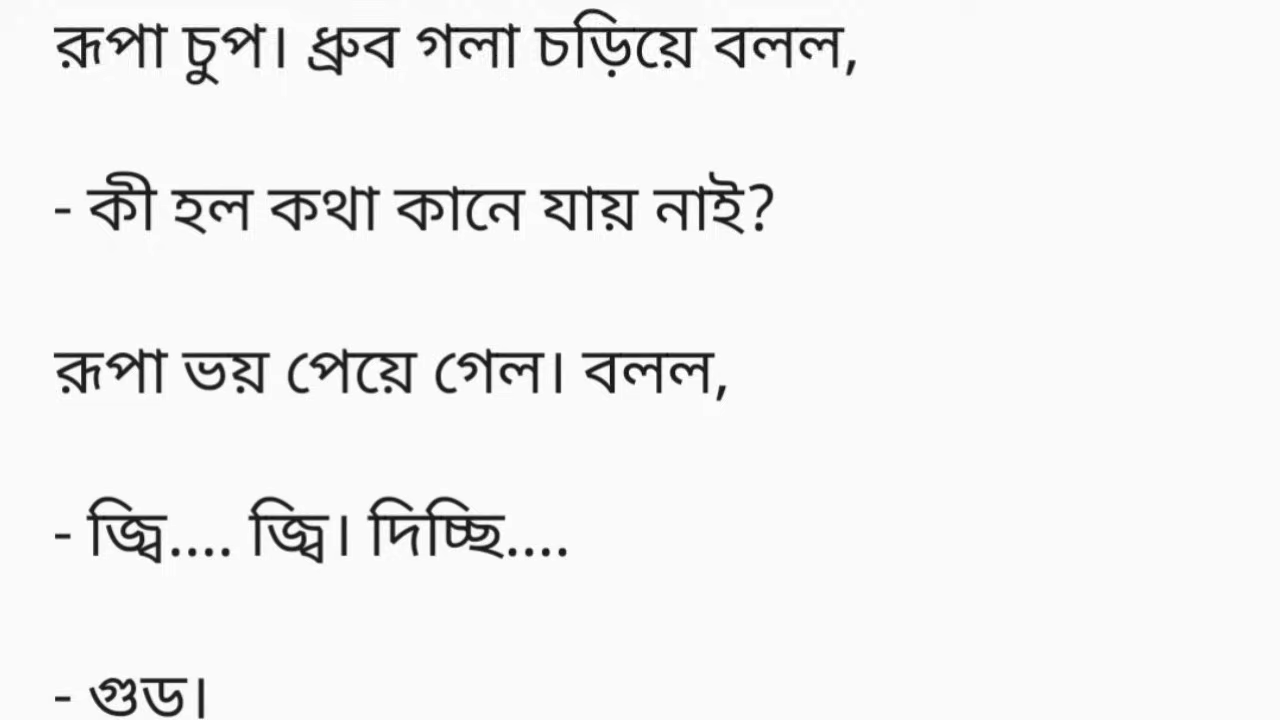 রূপা চুপ। ধ্রুব গলা চড়িয়ে বলল,
- কী হল কথা কানে যায় নাই?
রূপা ভয় পেয়ে গেল। বলল,
- জ্বি.... জ্বি। দিচ্ছি....
- গুড।